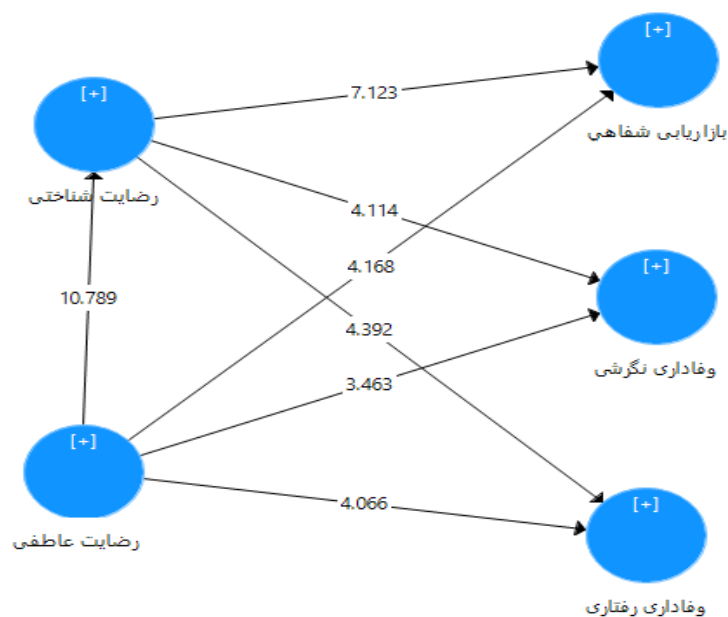 [+]
بازاریابی شفاهي
[+]
رضایت شناختی
7.123
4.114
4.168
[+]
وفاداری نگرشی
10.789
4.392
3.463
[+]
رضایت عاطفی
4.066
[+]
وفاداری رفتاری